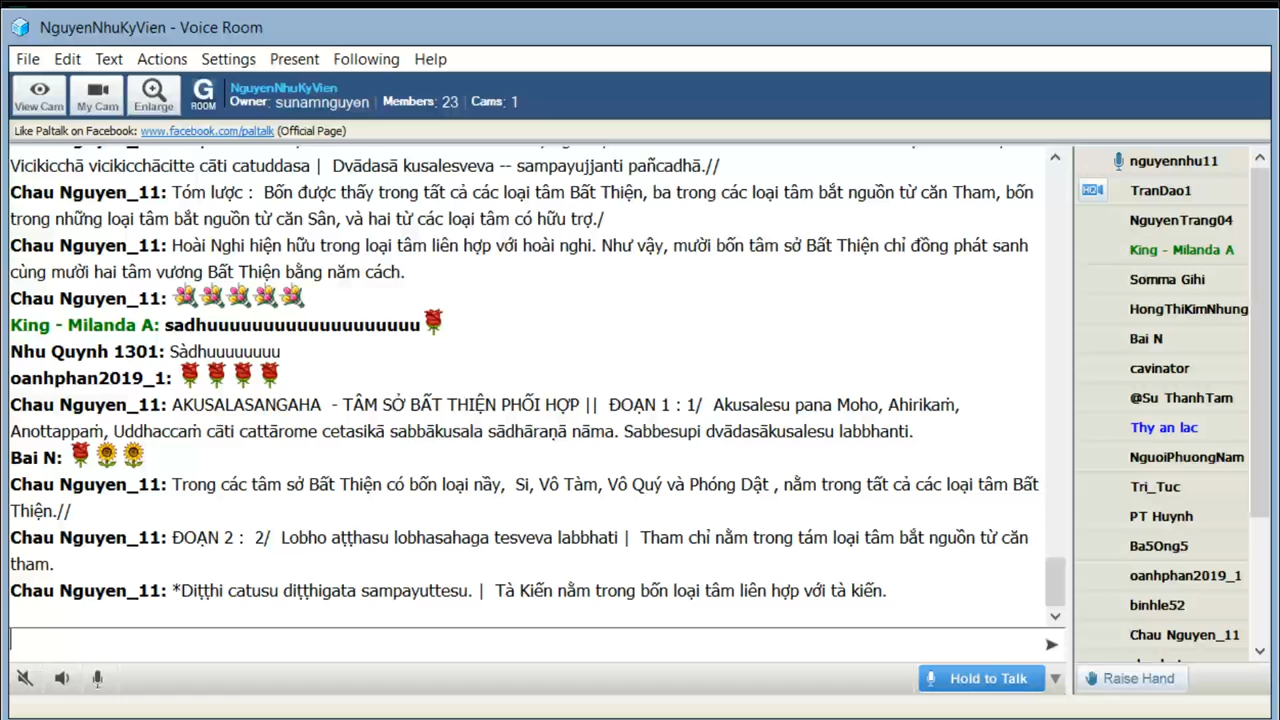 NguyenNhuKyVien - Voice Room
File Edit Text Actions Settings Present Following Help
View Cam My Cam Enlarge G ROOM
NguyenNhuKyVien
Owner: sunamnguyen | Members: 23 | Cams: 1
Like Paltalk on Facebook: www.facebook.com/paltalk (Official Page)
Vicikicchā vicikicchācitte cāti catuddasa | Dvādasā kusalesveva -- sampayujjanti pañcadhā.//
Chau Nguyen_11: Tóm lược : Bốn được thấy trong tất cả các loại tâm Bất Thiện, ba trong các loại tâm bắt nguồn từ căn Tham, bốn
trong những loại tâm bắt nguồn từ căn Sân, và hai từ các loại tâm có hữu trợ./
Chau Nguyen_11: Hoài Nghi hiện hữu trong loại tâm liên hợp với hoài nghi. Như vậy, mười bốn tâm sở Bất Thiện chỉ đồng phát sanh
cùng mười hai tâm vương Bất Thiện bằng năm cách.
Chau Nguyen_11:
King - Milanda A: sadhuuuuuuuuuuuuuuuuuuu
Nhu Quynh 1301: Sàdhuuuuuuuu
oanhphan2019_1:
Chau Nguyen_11: AKUSALASANGAHA - TÂM SỞ BẤT THIỆN PHỐI HỢP || ĐOẠN 1 : 1/ Akusalesu pana Moho, Ahirikaṁ,
Anottappaṁ, Uddhaccaṁ cāti cattārome cetasikā sabbākusala sādhāraṇā nāma. Sabbesupi dvādasākusalesu labbhanti.
Bai N:
Chau Nguyen_11: Trong các tâm sở Bất Thiện có bốn loại nầy, Si, Vô Tàm, Vô Quý và Phóng Dật , nằm trong tất cả các loại tâm Bất
Thiện.//
Chau Nguyen_11: ĐOẠN 2 : 2/ Lobho aṭṭhasu lobhasahaga tesveva labbhati | Tham chỉ nằm trong tám loại tâm bắt nguồn từ căn
tham.
Chau Nguyen_11: *Diṭṭhi catusu diṭṭhigata sampayuttesu. | Tà Kiến nằm trong bốn loại tâm liên hợp với tà kiến.
Hold to Talk
nguyennhu11
HD TranDao1
NguyenTrang04
King - Milanda A
Somma Gihi
HongThiKimNhung
Bai N
cavinator
@Su ThanhTam
Thy an lac
NguoiPhuongNam
Tri_Tuc
PT Huynh
Ba5Ong5
oanhphan2019_1
binhle52
Chau Nguyen_11
Raise Hand